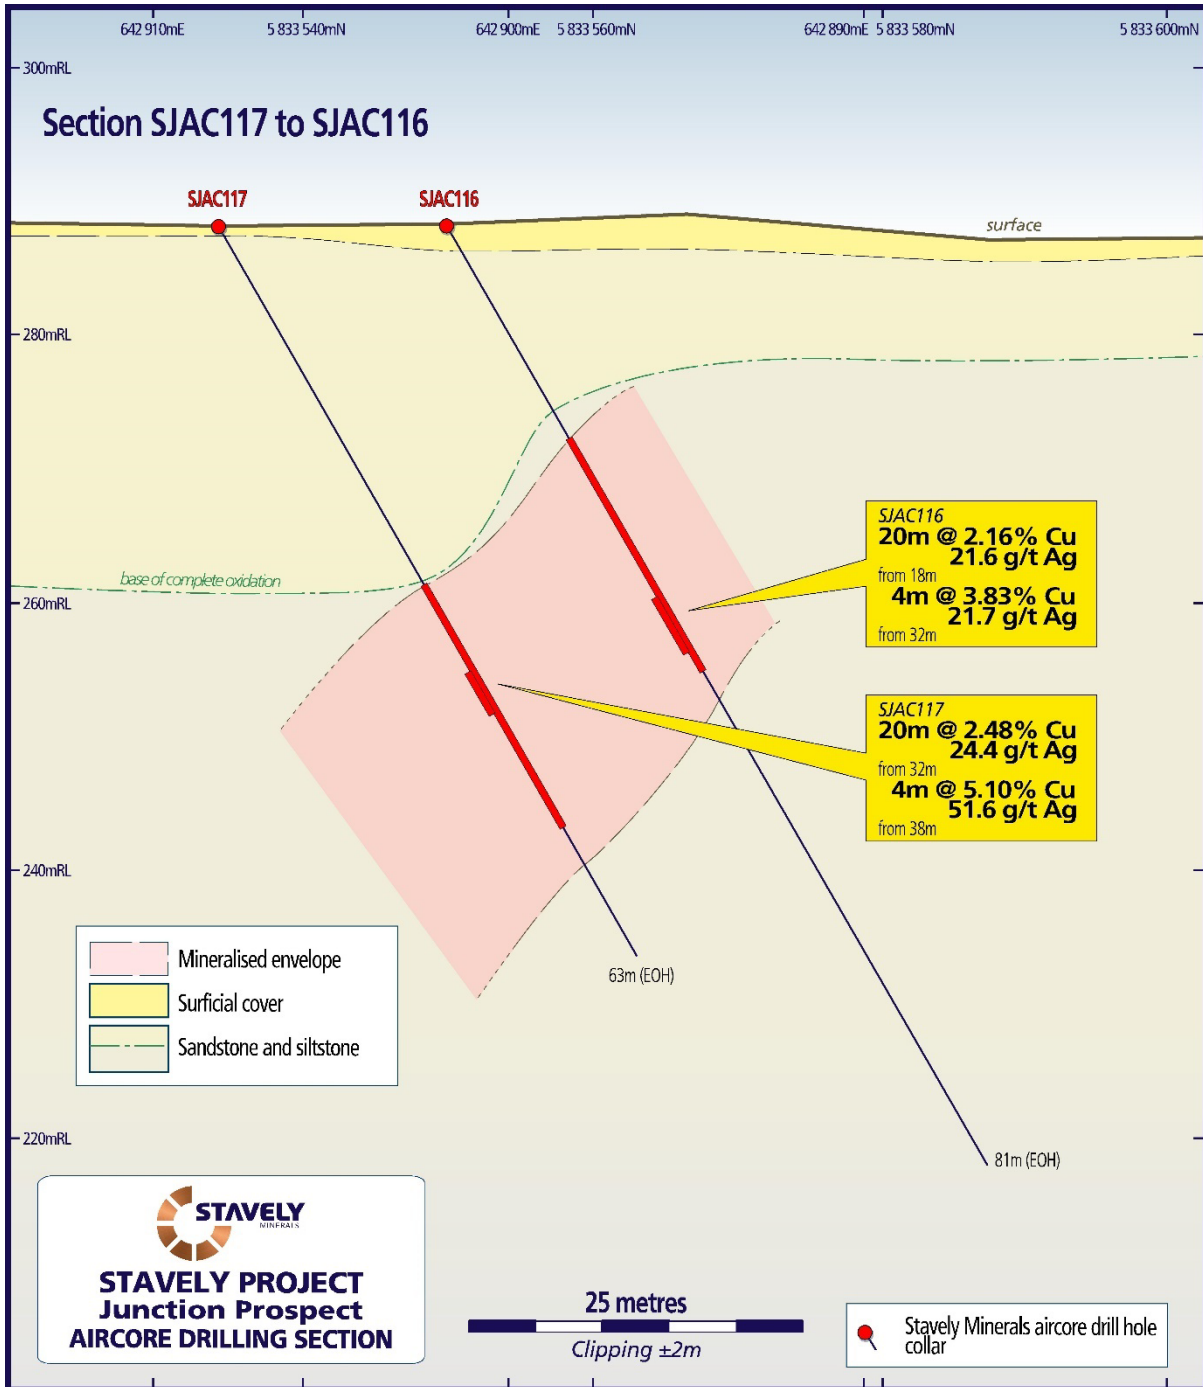 642 910mE 5 833 540mN 642 900mE 5 833 560mN 642 890mE 5 833 580mN 5 833 600mN
300mRL
Section SJAC117 to SJAC116
SJAC117 SJAC116
surface
280mRL
base of complete oxidation
260mRL
SJAC116
20m @ 2.16% Cu
21.6 g/t Ag
from 18m
4m @ 3.83% Cu
21.7 g/t Ag
from 32m
SJAC117
20m @ 2.48% Cu
24.4 g/t Ag
from 32m
4m @ 5.10% Cu
51.6 g/t Ag
from 38m
240mRL
63m (EOH)
Mineralised envelope
Surficial cover
Sandstone and siltstone
220mRL
81m (EOH)
STAVELY
MINERALS
STAVELY PROJECT
Junction Prospect
AIRCORE DRILLING SECTION
25 metres
Clipping ±2m
Stavely Minerals aircore drill hole
collar